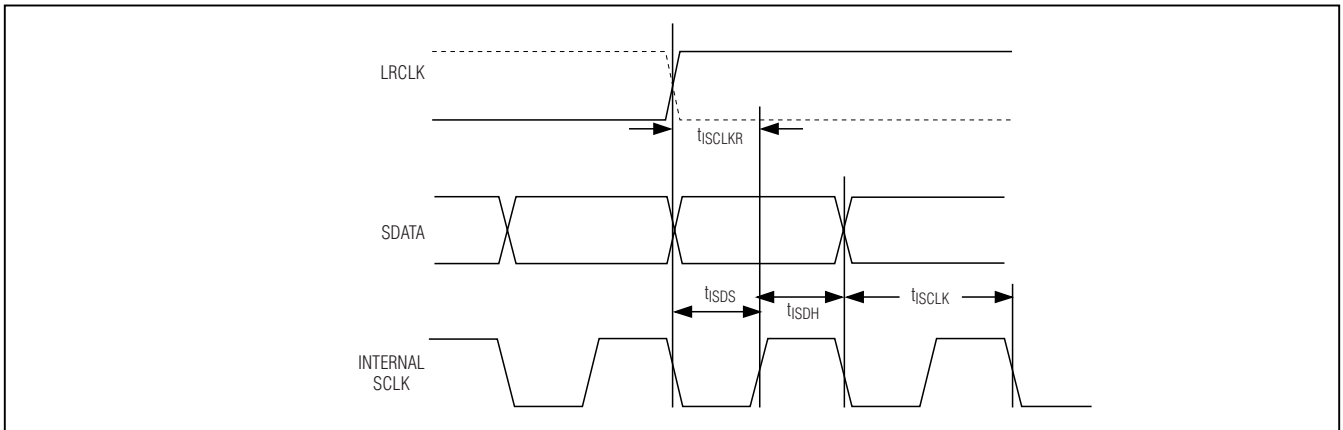 LRCLK
tISCLKR
SDATA
tISDS
tISDH
tISCLK
INTERNAL
SCLK